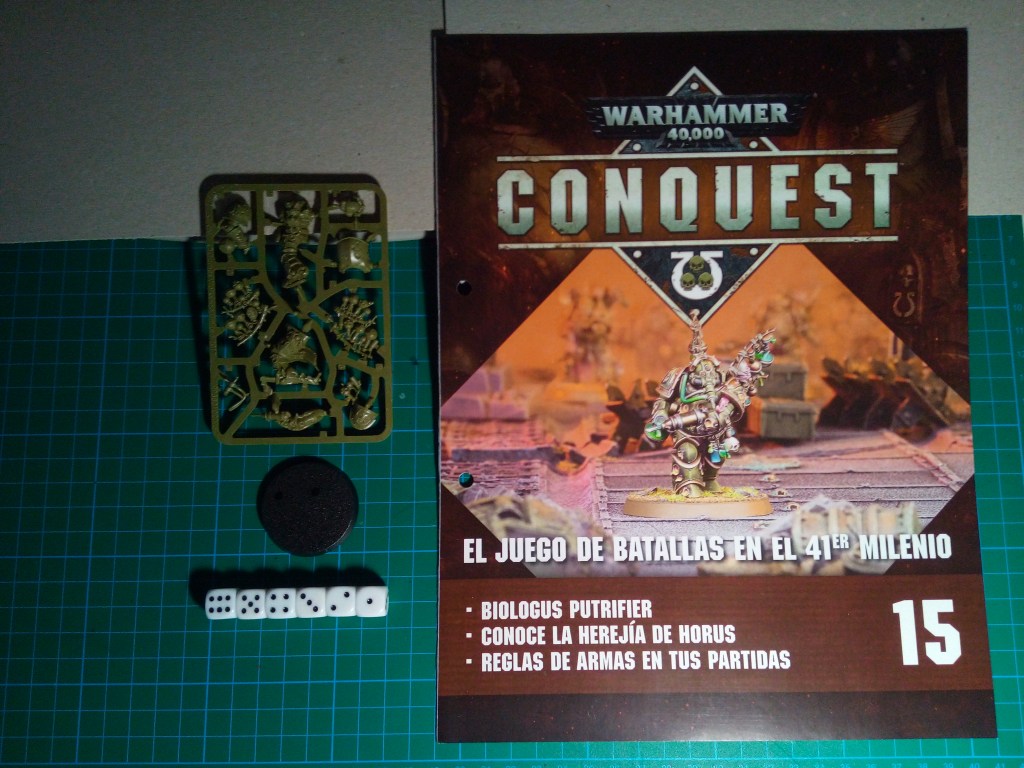 WARHAMMER
40,000
CONQUEST
EL JUEGO DE BATALLAS EN EL 41ER MILENIO
· BIOLOGUS PUTRIFIER
· CONOCE LA HEREJÍA DE HORUS
· REGLAS DE ARMAS EN TUS PARTIDAS
15